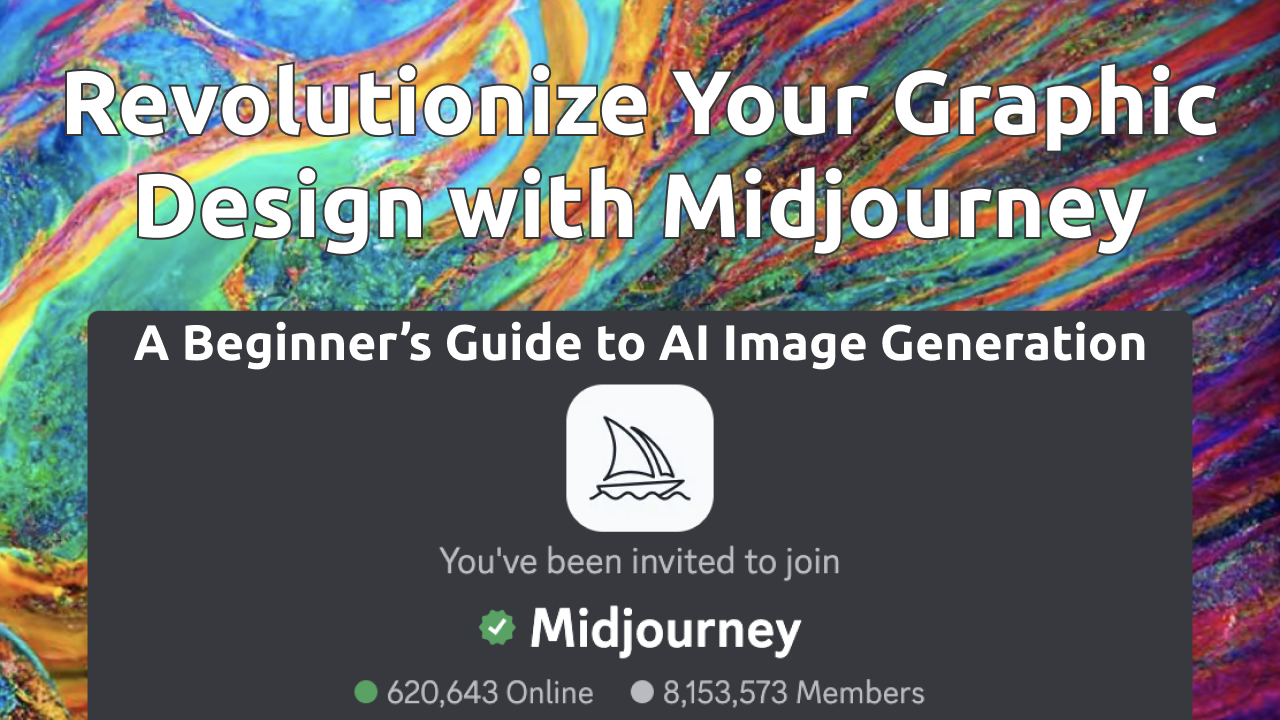 Revolutionize Your Graphic
Design with Midjourney
A Beginner’s Guide to AI Image Generation
You've been invited to join
Midjourney
620,643 Online 8,153,573 Members